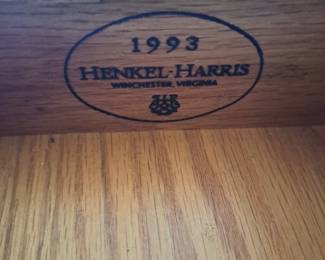 1993
HENKEL-HARRIS
WINCHESTER, VIRGINIA